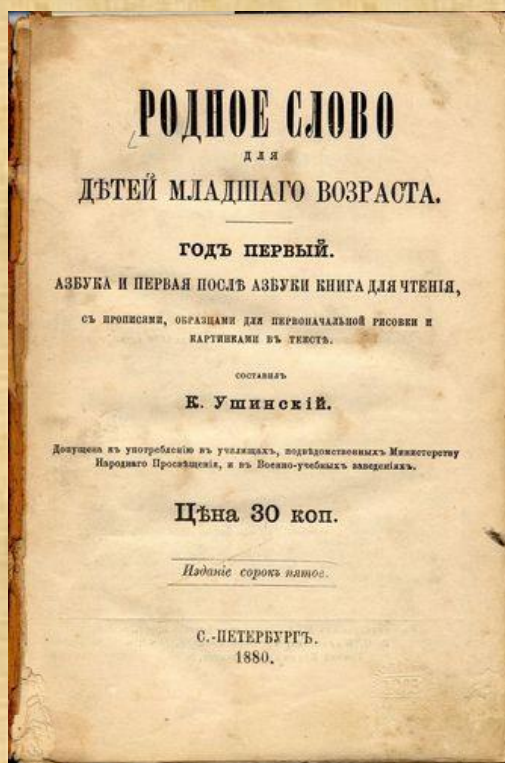 РОДНОЕ СЛОВО
ДЛЯ
ДѢТЕЙ МЛАДШАГО ВОЗРАСТА.
ГОДЪ ПЕРВЫЙ.
АЗБУКА И ПЕРВАЯ ПОСЛѢ АЗБУКИ КНИГА ДЛЯ ЧТЕНІЯ,
СЪ ПРОПИСЯМИ, ОБРАЗЦАМИ ДЛЯ ПЕРВОНАЧАЛЬНОЙ РИСОВКИ И
КАРТИНКАМИ ВЪ ТЕКСТѢ.
СОСТАВИЛЪ
К. Ушинскій.
Допущена къ употребленію въ училищахъ, подвѣдомственныхъ Министерству
Народнаго Просвѣщенія, и въ Военно-учебныхъ заведеніяхъ.
Цѣна 30 коп.
Изданіе сорокъ пятое.
С.-ПЕТЕРБУРГЪ.
1880.